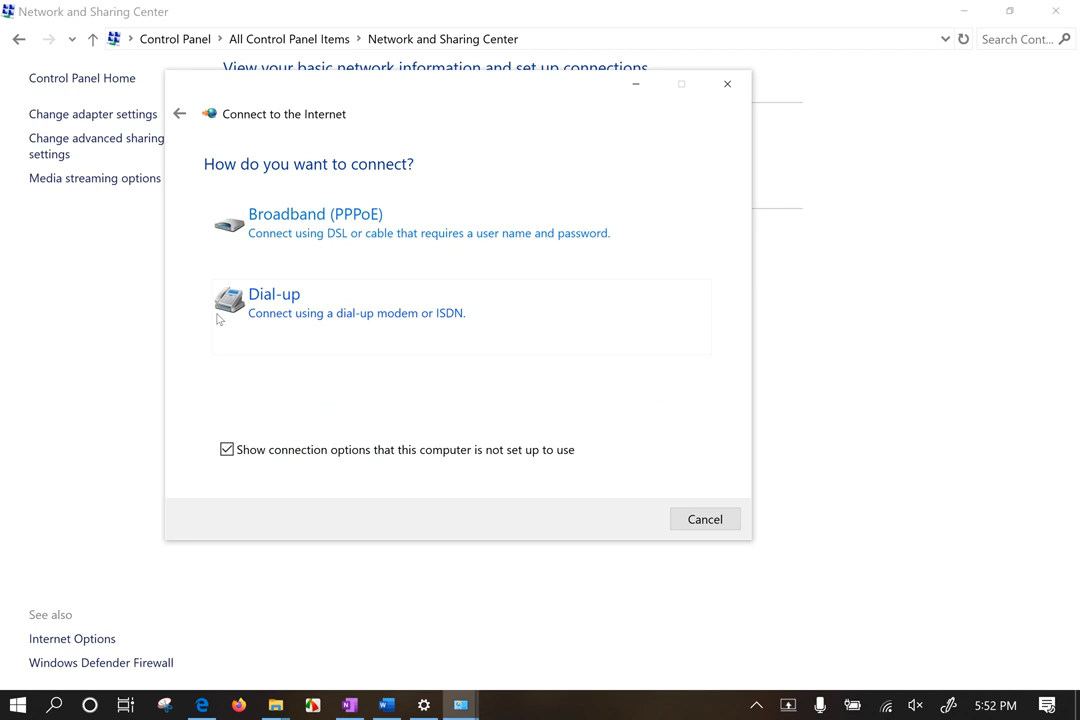 Network and Sharing Center
Control Panel All Control Panel Items Network and Sharing Center Search Cont...
Control Panel Home
View your basic network information and set up connections
Change adapter settings
Change advanced sharing
settings
Media streaming options
Connect to the Internet
How do you want to connect?
Broadband (PPPoE)
Connect using DSL or cable that requires a user name and password.
Dial-up
Connect using a dial-up modem or ISDN.
Show connection options that this computer is not set up to use
Cancel
See also
Internet Options
Windows Defender Firewall
5:52 PM